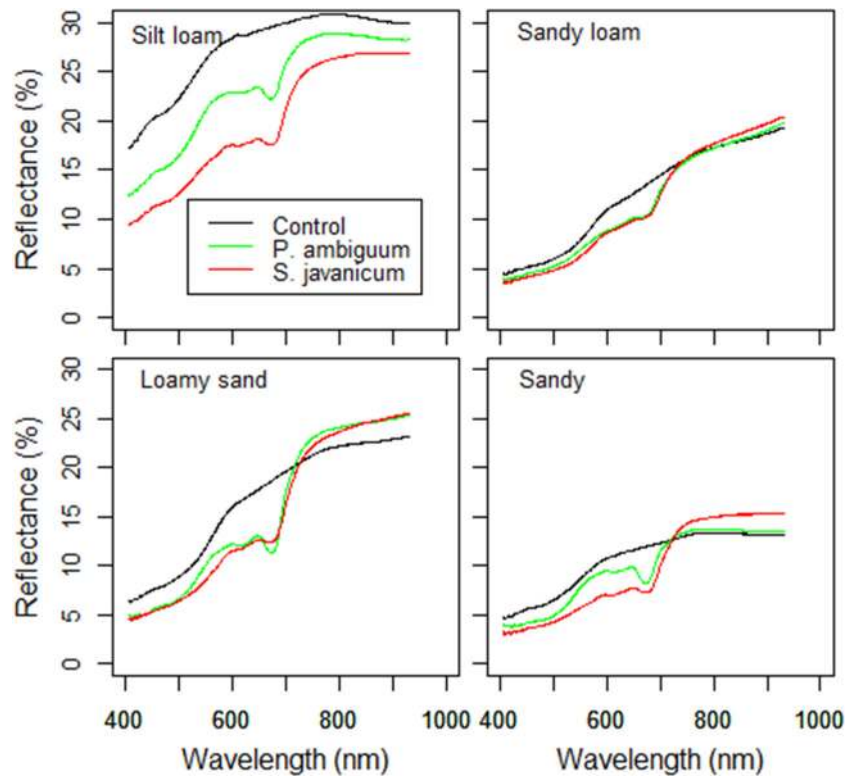 Silt loam
Sandy loam
Reflectance (%)
30
25
20
15
10
5
0
Control
P. ambiguum
S. javanicum
Loamy sand
Sandy
Reflectance (%)
30
25
20
15
10
5
0
400 600 800 1000
400 600 800 1000
Wavelength (nm)
Wavelength (nm)